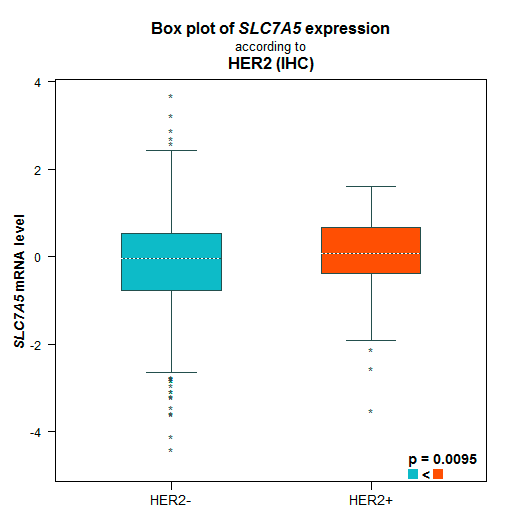 Box plot of SLC7A5 expression
according to
HER2 (IHC)
4
2
0
-2
-4
SLC7A5 mRNA level
p = 0.0095
<
HER2-
HER2+